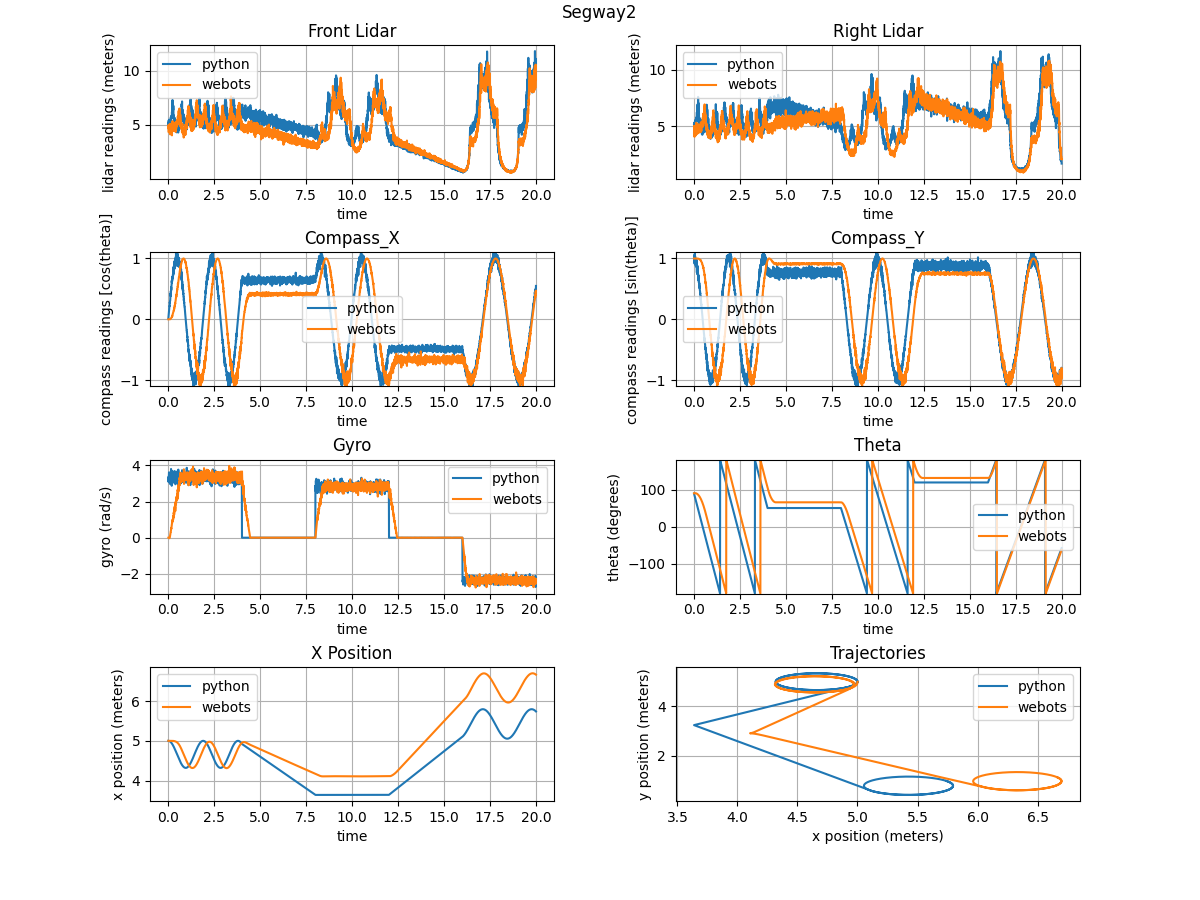 Segway2
Front Lidar
lidar readings (meters)
10
5
python
webots
0.0 2.5 5.0 7.5 10.0 12.5 15.0 17.5 20.0
time
Right Lidar
lidar readings (meters)
10
5
python
webots
0.0 2.5 5.0 7.5 10.0 12.5 15.0 17.5 20.0
time
Compass_X
compass readings [cos(theta)]
1
0
−1
python
webots
0.0 2.5 5.0 7.5 10.0 12.5 15.0 17.5 20.0
time
Compass_Y
compass readings [sin(theta)]
1
0
−1
python
webots
0.0 2.5 5.0 7.5 10.0 12.5 15.0 17.5 20.0
time
Gyro
gyro (rad/s)
4
2
0
−2
python
webots
0.0 2.5 5.0 7.5 10.0 12.5 15.0 17.5 20.0
time
Theta
theta (degrees)
100
0
−100
python
webots
0.0 2.5 5.0 7.5 10.0 12.5 15.0 17.5 20.0
time
X Position
x position (meters)
6
5
4
python
webots
0.0 2.5 5.0 7.5 10.0 12.5 15.0 17.5 20.0
time
Trajectories
y position (meters)
4
2
python
webots
3.5 4.0 4.5 5.0 5.5 6.0 6.5
x position (meters)